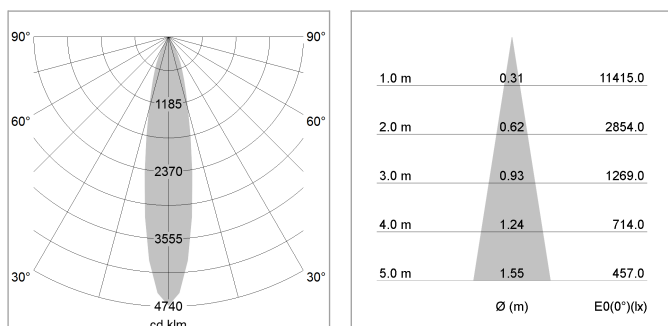 90° 90°
1185
60° 60°
2370
3555
30° 30°
4740
cd klm
1.0 m 0.31 11415.0
2.0 m 0.62 2854.0
3.0 m 0.93 1269.0
4.0 m 1.24 714.0
5.0 m 1.55 457.0
Ø (m) E0(0°)(lx)